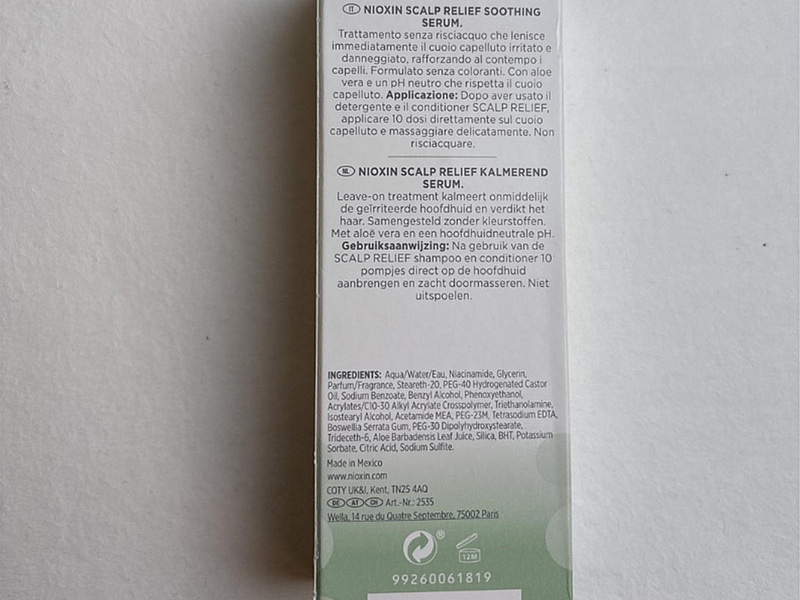 IT NIOXIN SCALP RELIEF SOOTHING
SERUM.
Trattamento senza risciacquo che lenisce
immediatamente il cuoio capelluto irritato e
danneggiato, rafforzando al contempo i
capelli. Formulato senza coloranti. Con aloe
vera e un pH neutro che rispetta il cuoio
capelluto. Applicazione: Dopo aver usato il
detergente e il conditioner SCALP RELIEF,
applicare 10 dosi direttamente sul cuoio
capelluto e massaggiare delicatamente. Non
risciacquare.
NL NIOXIN SCALP RELIEF KALMEREND
SERUM.
Leave-on treatment kalmeert onmiddelijk
de geïrriteerde hoofdhuid en verdikt het
haar. Samengesteld zonder kleurstoffen.
Met aloë vera en een hoofdhuidneutrale pH.
Gebruiksaanwijzing: Na gebruik van de
SCALP RELIEF shampoo en conditioner 10
pompjes direct op de hoofdhuid
aanbrengen en zacht doormasseren. Niet
uitspoelen.
INGREDIENTS: Aqua/Water/Eau, Niacinamide, Glycerin,
Parfum/Fragrance, Steareth-20, PEG-40 Hydrogenated Castor
Oil, Sodium Benzoate, Benzyl Alcohol, Phenoxyethanol,
Acrylates/C10-30 Alkyl Acrylate Crosspolymer, Triethanolamine,
Isostearyl Alcohol, Acetamide MEA, PEG-23M, Tetrasodium EDTA,
Boswellia Serrata Gum, PEG-30 Dipolyhydroxystearate,
Trideceth-6, Aloe Barbadensis Leaf Juice, Silica, BHT, Potassium
Sorbate, Citric Acid, Sodium Sulfite.
Made in Mexico
www.nioxin.com
COTY UK&I, Kent, TN25 4AQ
DE AT CH Art.-Nr.: 2535
Wella, 14 rue du Quatre Septembre, 75002 Paris
® 12M
99260061819